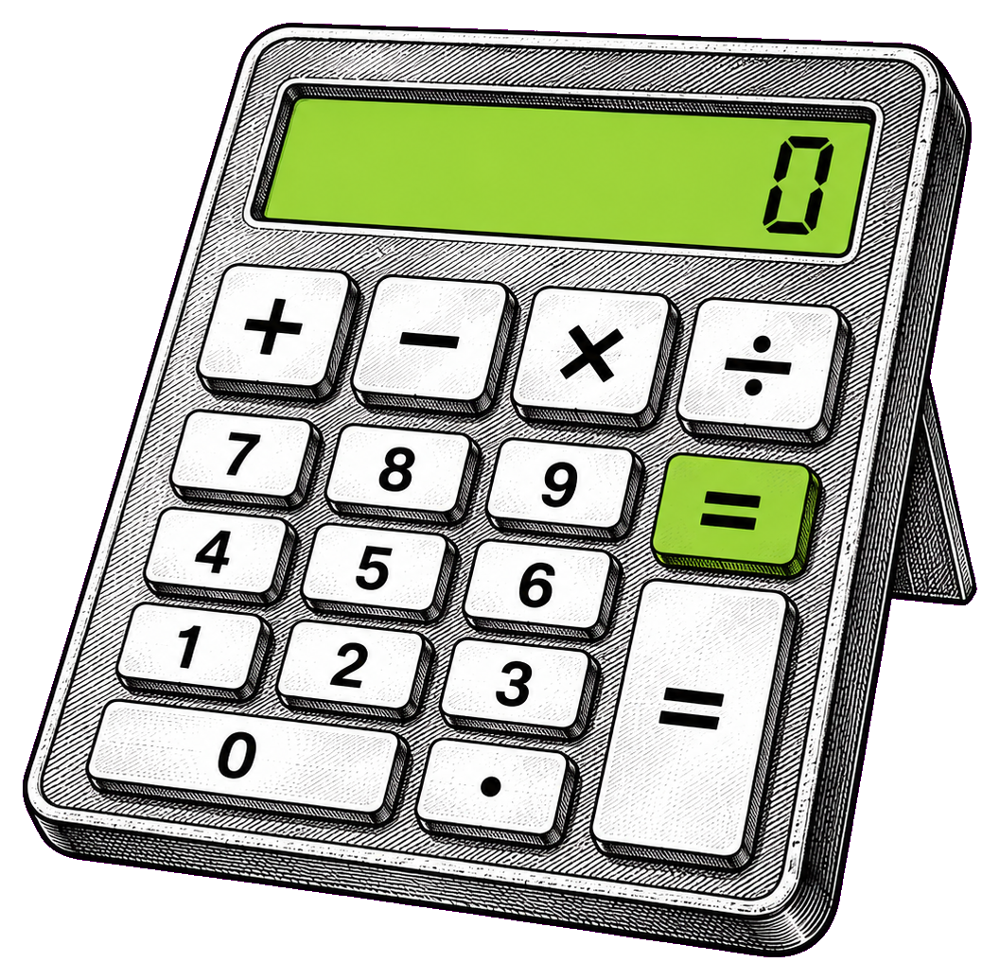 0
+ − × ÷
7 8 9 =
4 5 6
1 2 3 =
0 .